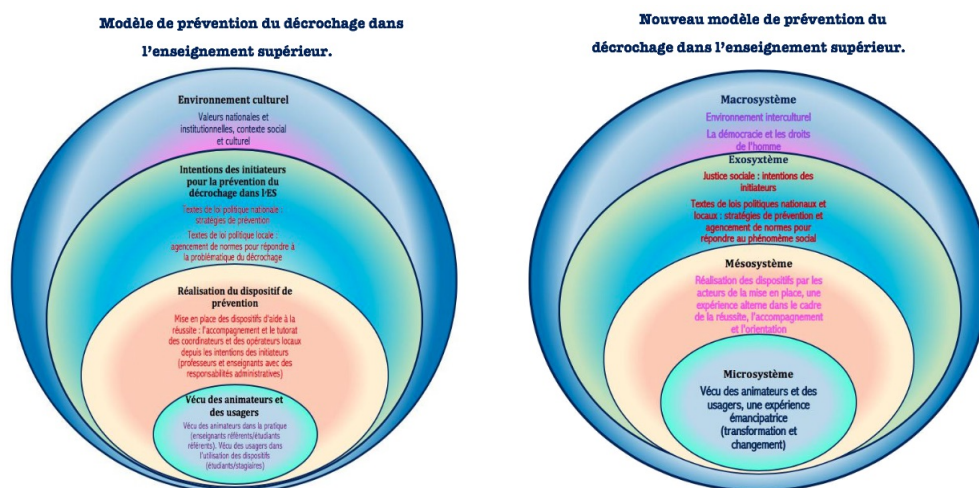 Modèle de prévention du décrochage dans
l'enseignement supérieur.
Environnement culturel
Valeurs nationales et
institutionnelles, contexte social
et culturel
Intentions des initiateurs
pour la prévention du
décrochage dans l'ES
Textes de loi politique nationale :
stratégies de prévention
Textes de loi politique locale :
agencement de normes pour répondre à
la problématique du décrochage
Réalisation du dispositif de
prévention
Mise en place des dispositifs d'aide à la
réussite : l'accompagnement et le tutorat
des coordinateurs et des opérateurs locaux
depuis les intentions des initiateurs
(professeurs et enseignants avec des
responsabilités administratives)
Vécu des animateurs et
des usagers
Vécu des animateurs dans la pratique
(enseignants référents/étudiants
référents). Vécu des usagers dans
l'utilisation des dispositifs
(étudiants/stagiaires)
Nouveau modèle de prévention du
décrochage dans l'enseignement supérieur.
Macrosystème
Environnement interculturel
La démocratie et les droits
de l'homme
Exosyxtème
Justice sociale : intentions des
initiateurs
Textes de lois politiques nationaux et
locaux : stratégies de prévention et
agencement de normes pour
répondre au phénomème social
Mésosystème
Réalisation des dispositifs par les
acteurs de la mise en place, une
expérience alterne dans le cadre
de la réussite, l'accompagnement
et l'orientation
Microsystème
Vécu des animateurs et des
usagers, une expérience
émancipatrice
(transformation et
changement)